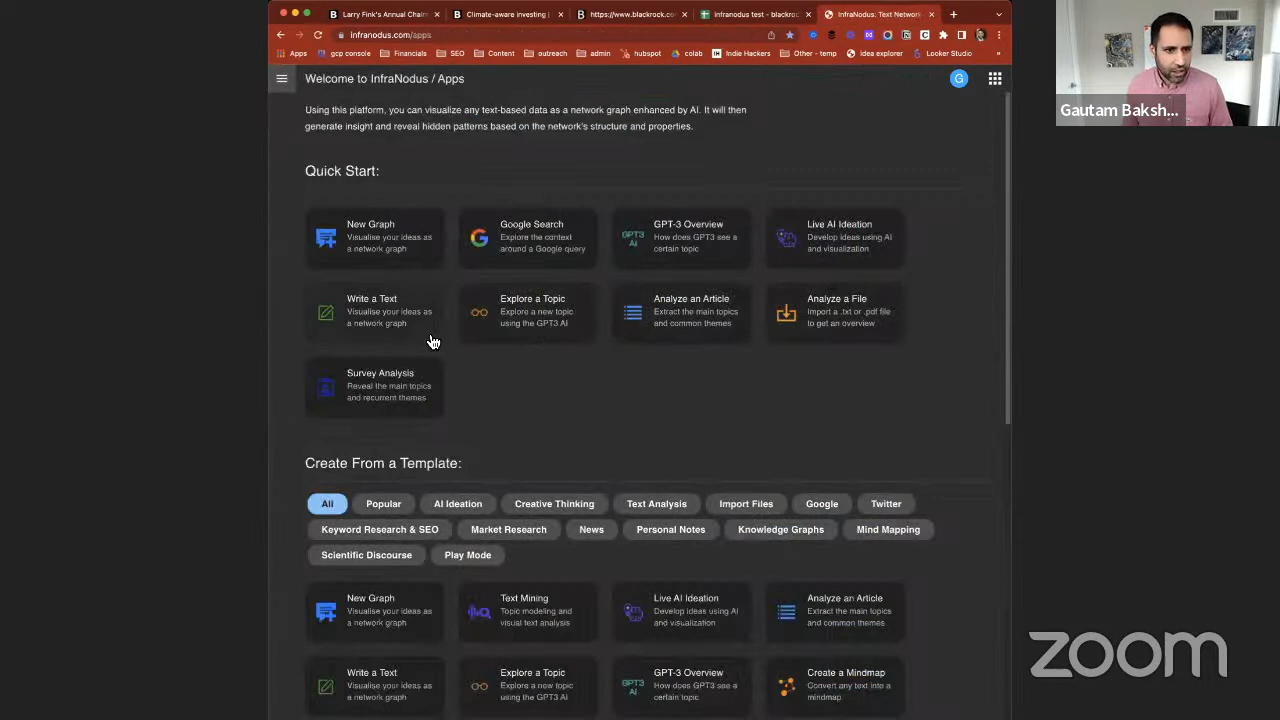 Larry Fink's Annual Chairm
Climate-aware investing i
https://www.blackrock.com
infranodus test - blackroc
InfraNodus: Text Network
infranodus.com/apps
Apps
gcp console
Financials
SEO
Content
outreach
admin
hubspot
colab
Indie Hackers
Other - temp
idea explorer
Looker Studio
Welcome to InfraNodus / Apps
G
Using this platform, you can visualize any text-based data as a network graph enhanced by AI. It will then
generate insight and reveal hidden patterns based on the network's structure and properties.
Quick Start:
New Graph
Visualise your ideas as
a network graph
Google Search
Explore the context
around a Google query
GPT3
AI
GPT-3 Overview
How does GPT3 see a
certain topic
Live AI Ideation
Develop ideas using AI
and visualization
Write a Text
Visualise your ideas as
a network graph
Explore a Topic
Explore a new topic
using the GPT3 AI
Analyze an Article
Extract the main topics
and common themes
Analyze a File
Import a .txt or .pdf file
to get an overview
Survey Analysis
Reveal the main topics
and recurrent themes
Create From a Template:
All
Popular
AI Ideation
Creative Thinking
Text Analysis
Import Files
Google
Twitter
Keyword Research & SEO
Market Research
News
Personal Notes
Knowledge Graphs
Mind Mapping
Scientific Discourse
Play Mode
New Graph
Visualise your ideas as
a network graph
Text Mining
Topic modeling and
visual text analysis
Live AI Ideation
Develop ideas using AI
and visualization
Analyze an Article
Extract the main topics
and common themes
Write a Text
Visualise your ideas as
a network graph
Explore a Topic
Explore a new topic
using the GPT3 AI
GPT3
AI
GPT-3 Overview
How does GPT3 see a
certain topic
Create a Mindmap
Convert any text into a
mindmap
Gautam Baksh...
zoom